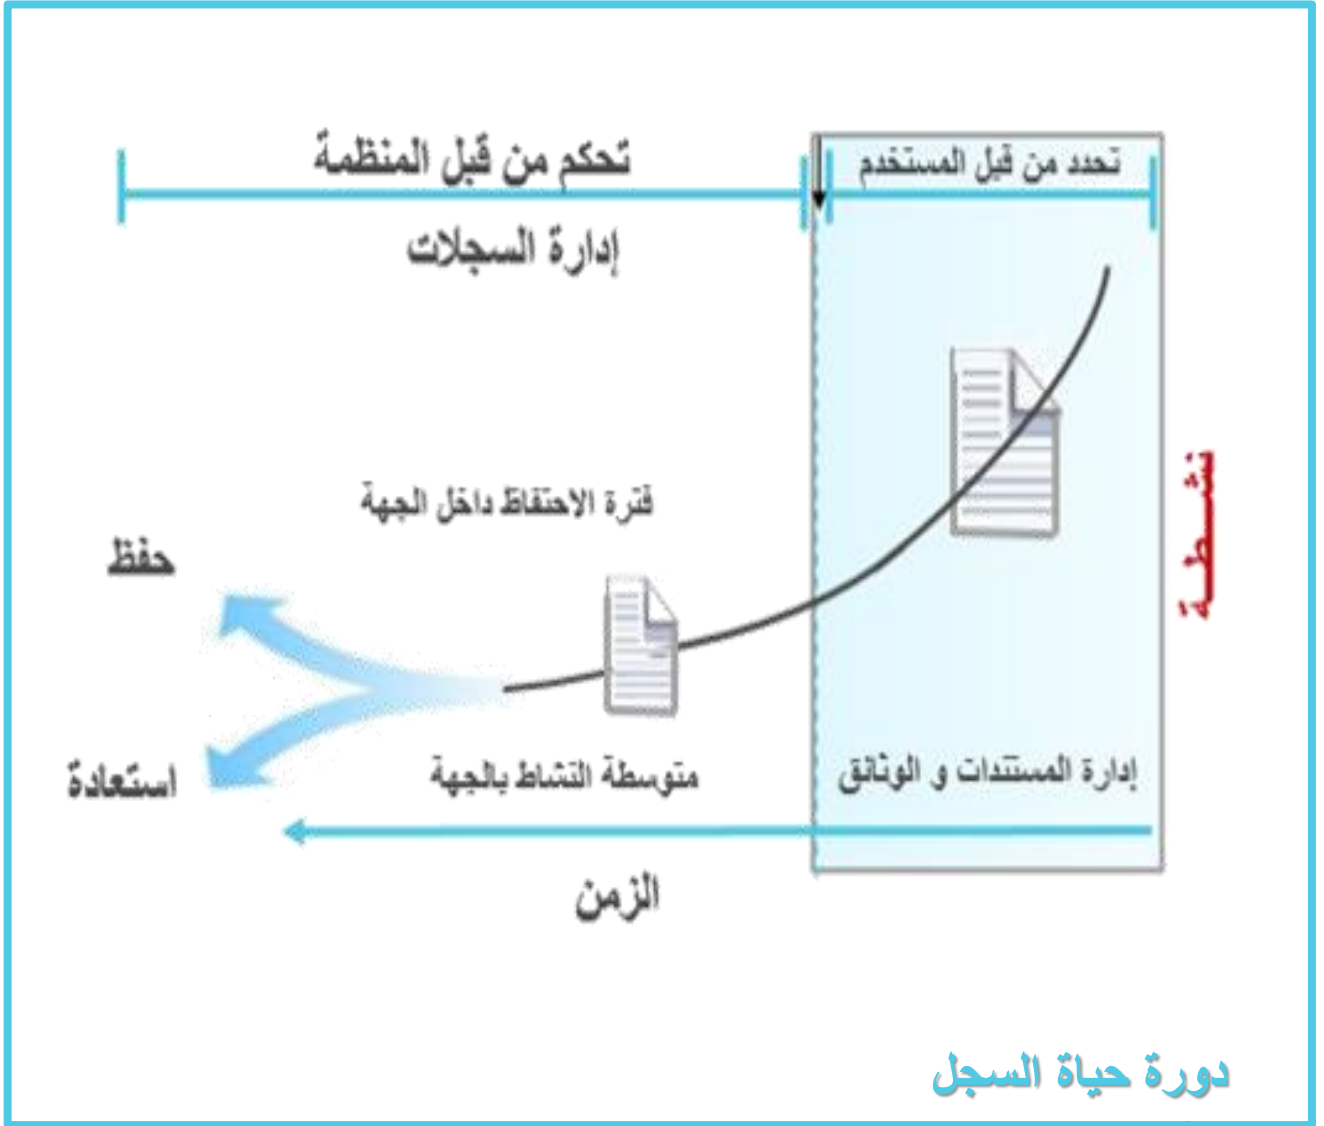 تحدد من قبل المستخدم
تحكم من قبل المنظمة
إدارة السجلات
نشـطـة
فترة الاحتفاظ داخل الجهة
حفظ
إدارة المستندات و الوثائق
متوسطة النشاط بالجهة
استعادة
الزمن
دورة حياة السجل